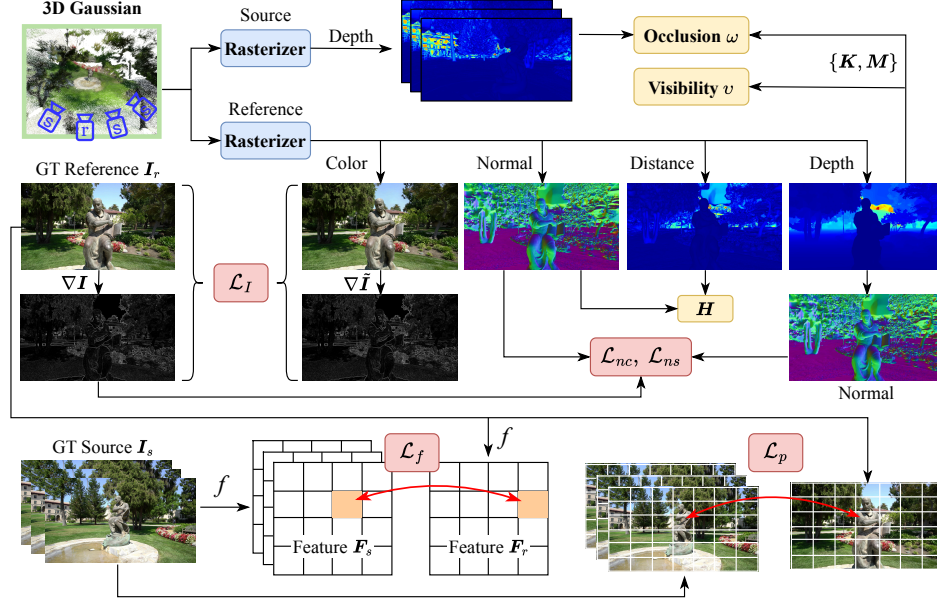 3D Gaussian
Source
Rasterizer
Depth
Occlusion ω
{K, M}
Visibility υ
s
r
s
Reference
Rasterizer
GT Reference I_r
Color
Normal
Distance
Depth
∇I
ℒ_I
∇Ĩ
H
ℒ_nc, ℒ_ns
Normal
GT Source I_s
f
ℒ_f
f
ℒ_p
Feature F_s
Feature F_r